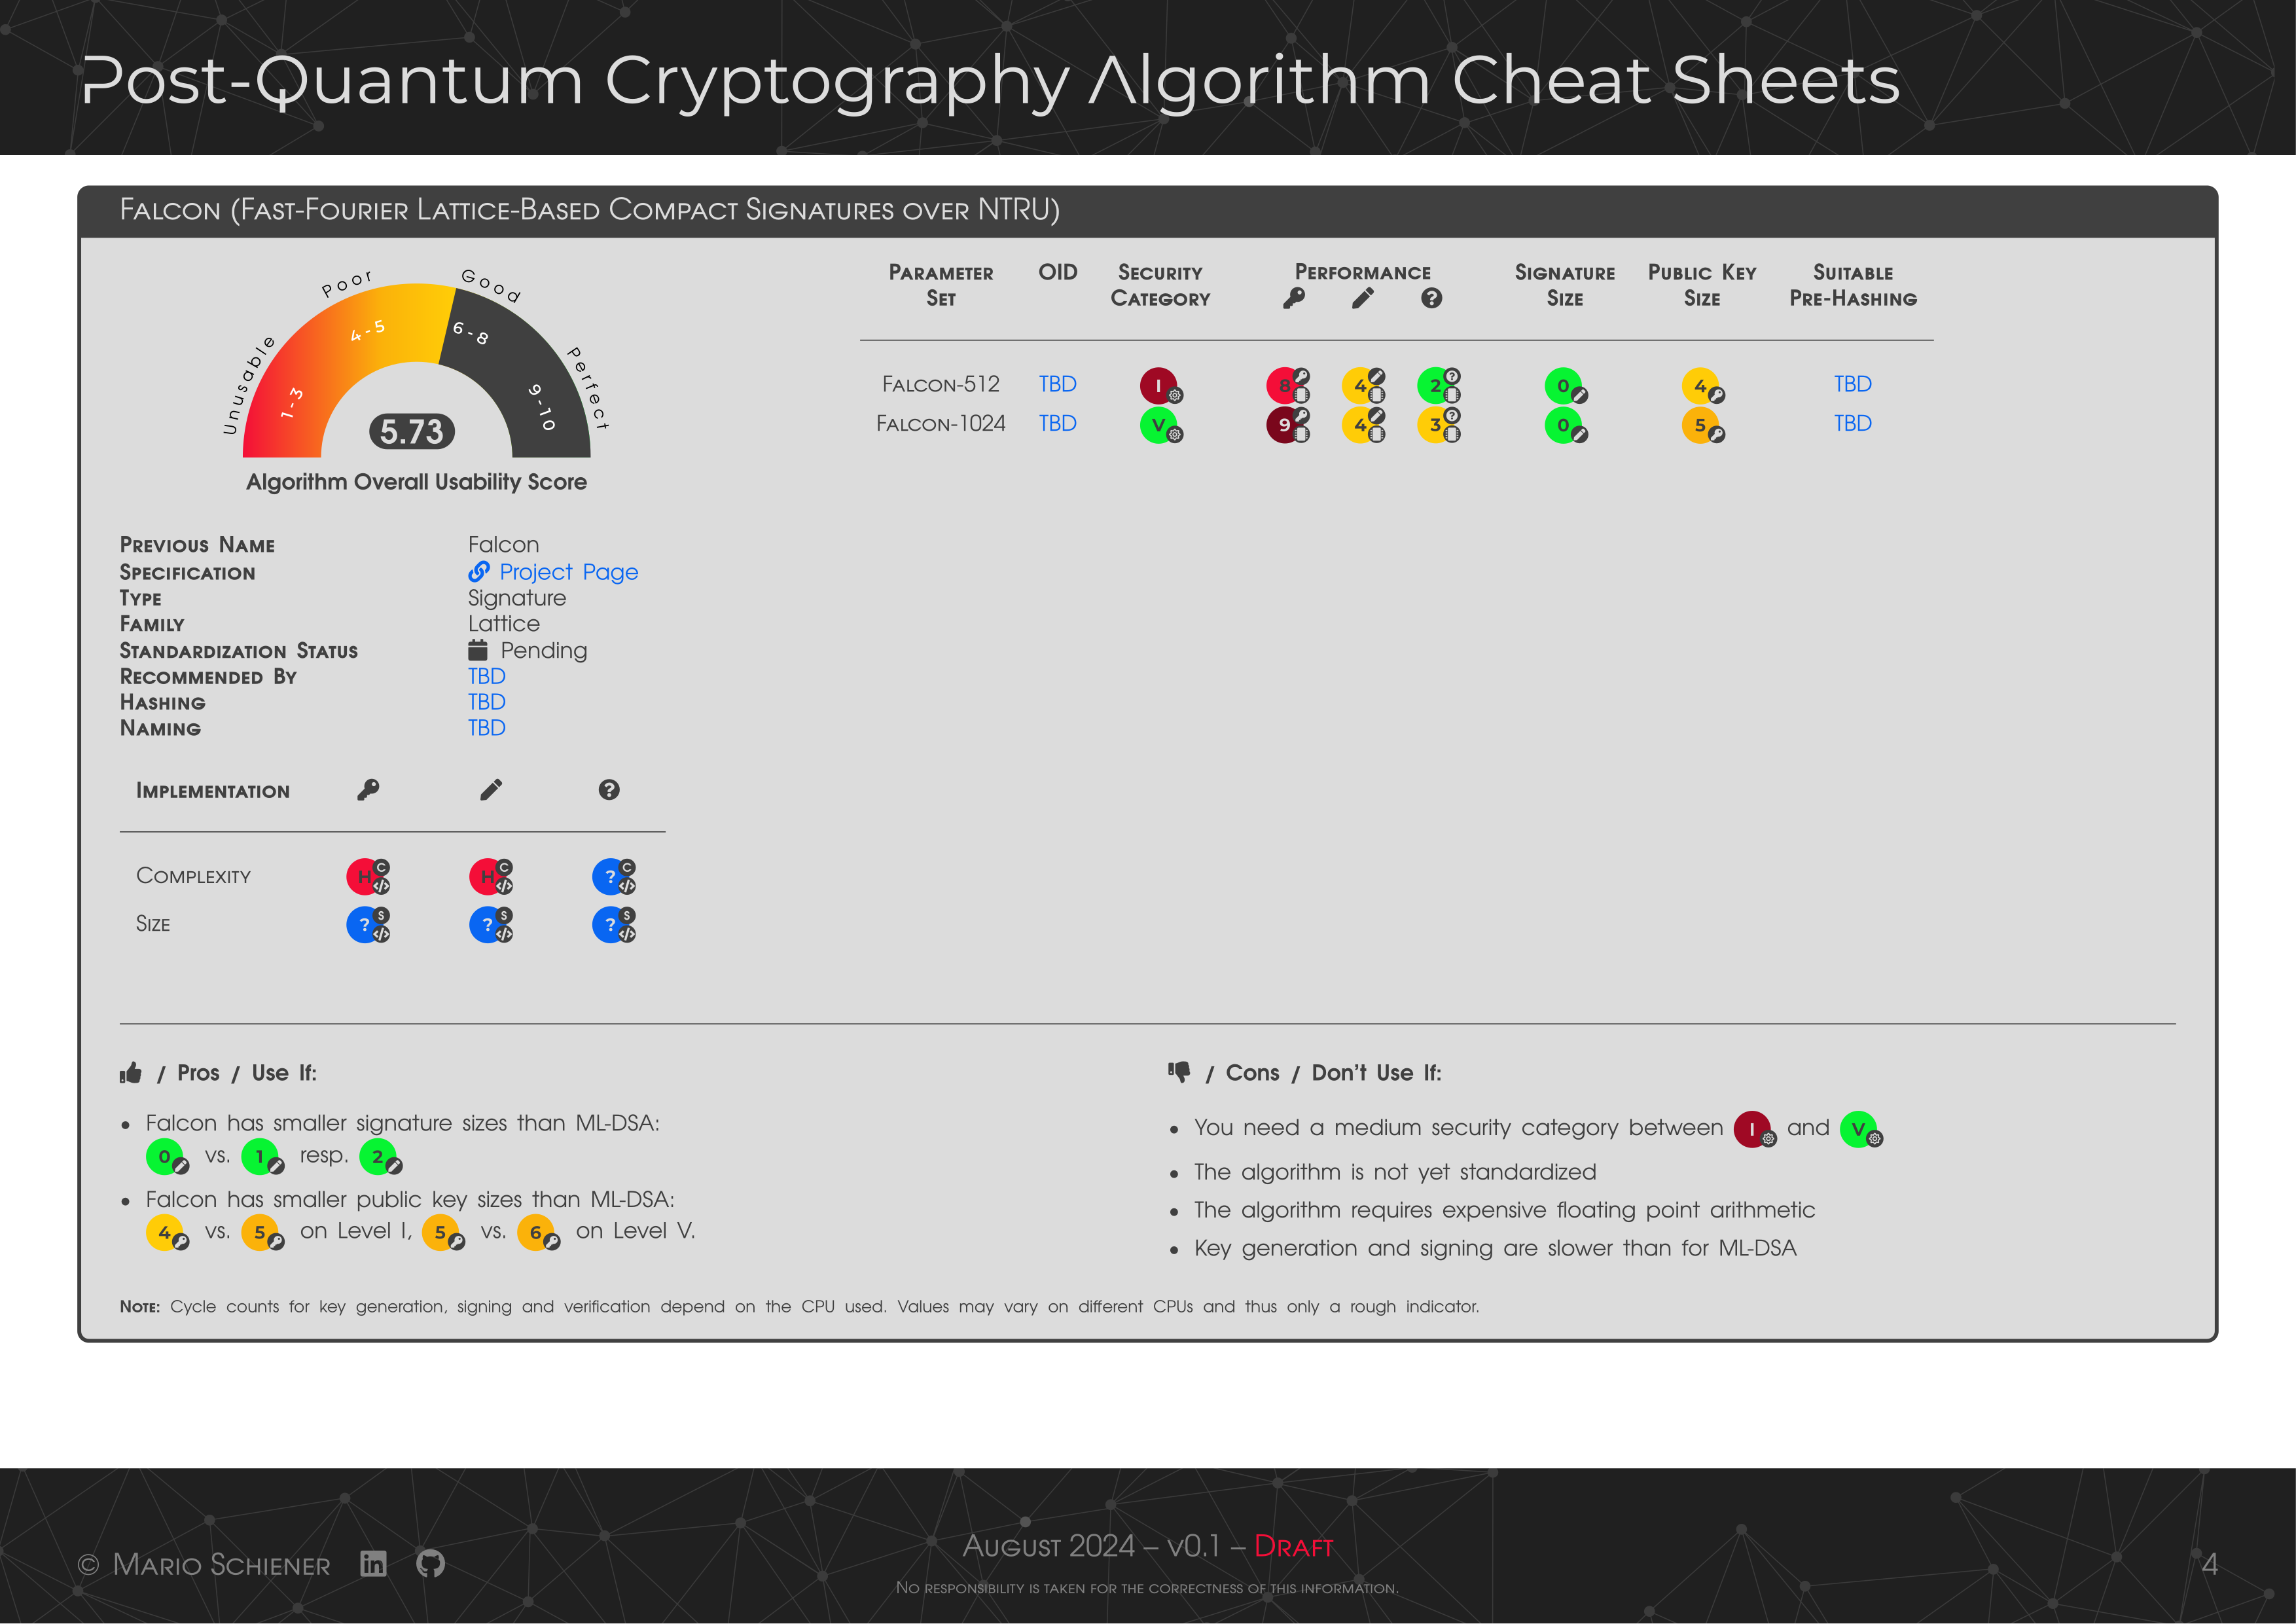 Post-Quantum Cryptography Algorithm Cheat Sheets
Falcon (Fast-Fourier Lattice-Based Compact Signatures over NTRU)
Unusable Poor Good Perfect
1-3 4-5 6-8 9-10
5.73
Algorithm Overall Usability Score
Previous Name Falcon
Specification Project Page
Type Signature
Family Lattice
Standardization Status Pending
Recommended By TBD
Hashing TBD
Naming TBD
Implementation ?
Complexity H C </> H C </> ? C </>
Size ? S </> ? S </> ? S </>
Parameter Set OID Security Category Performance ? Signature Size Public Key Size Suitable Pre-Hashing
Falcon-512 TBD I 8 4 2 ? 0 4 TBD
Falcon-1024 TBD V 9 4 3 ? 0 5 TBD
/ Pros / Use If:
• Falcon has smaller signature sizes than ML-DSA:
0 vs. 1 resp. 2
• Falcon has smaller public key sizes than ML-DSA:
4 vs. 5 on Level I, 5 vs. 6 on Level V.
/ Cons / Don't Use If:
• You need a medium security category between I and V
• The algorithm is not yet standardized
• The algorithm requires expensive floating point arithmetic
• Key generation and signing are slower than for ML-DSA
Note: Cycle counts for key generation, signing and verification depend on the CPU used. Values may vary on different CPUs and thus only a rough indicator.
© Mario Schiener in
August 2024 – v0.1 – Draft
No responsibility is taken for the correctness of this information.
4